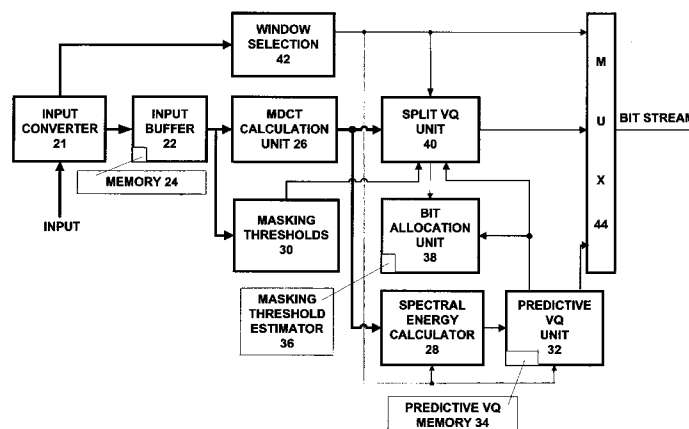 WINDOW
SELECTION
42
INPUT
CONVERTER
21
INPUT
BUFFER
22
MDCT
CALCULATION
UNIT 26
SPLIT VQ
UNIT
40
M
U
X
44
BIT STREAM
MEMORY 24
INPUT
MASKING
THRESHOLDS
30
BIT
ALLOCATION
UNIT
38
MASKING
THRESHOLD
ESTIMATOR
36
SPECTRAL
ENERGY
CALCULATOR
28
PREDICTIVE
VQ
UNIT
32
PREDICTIVE VQ
MEMORY 34